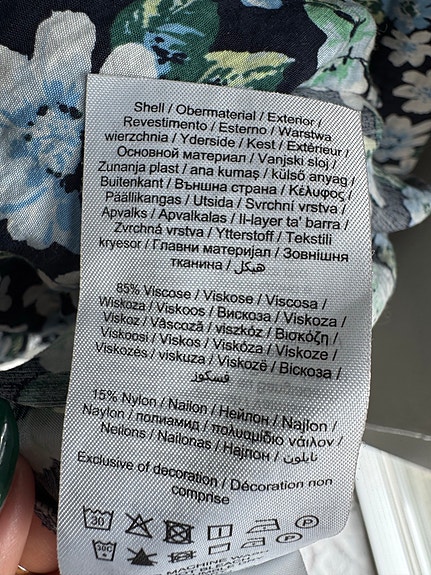 Shell / Obermaterial / Exterior /
Revestimento / Esterno / Warstwa
wierzchnia / Yderside / Kest / Extérieur /
Основной материал / Vanjski sloj /
Zunanja plast / ana kumaş / külső anyag /
Buitenkant / Външна страна / Κέλυφος /
Päällikangas / Utsida / Svrchní vrstva /
Apvalks / Apvalkalas / Il-layer ta' barra /
Zvrchná vrstva / Ytterstoff / Tekstili
kryesor / Главни материјал / Зовнішня
тканина / هيكل
85% Viscose / Viskose / Viscosa /
Wiskoza / Viskoos / Вискоза / Viskoza /
Viskoz / Vâscoză / viszkóz / Βισκόζη /
Viskoosi / Viskos / Viskóza / Viskoze /
Viskozės / viskuza / Viskozë / Віскоза /
فسكوز
15% Nylon / Nailon / Нейлон / Najlon /
Naylon / полиамид / πολυαμίδιο νάιλον /
Neilons / Nailonas / Најлон / نايلون
Exclusive of decoration / Décoration non
comprise
30
30C